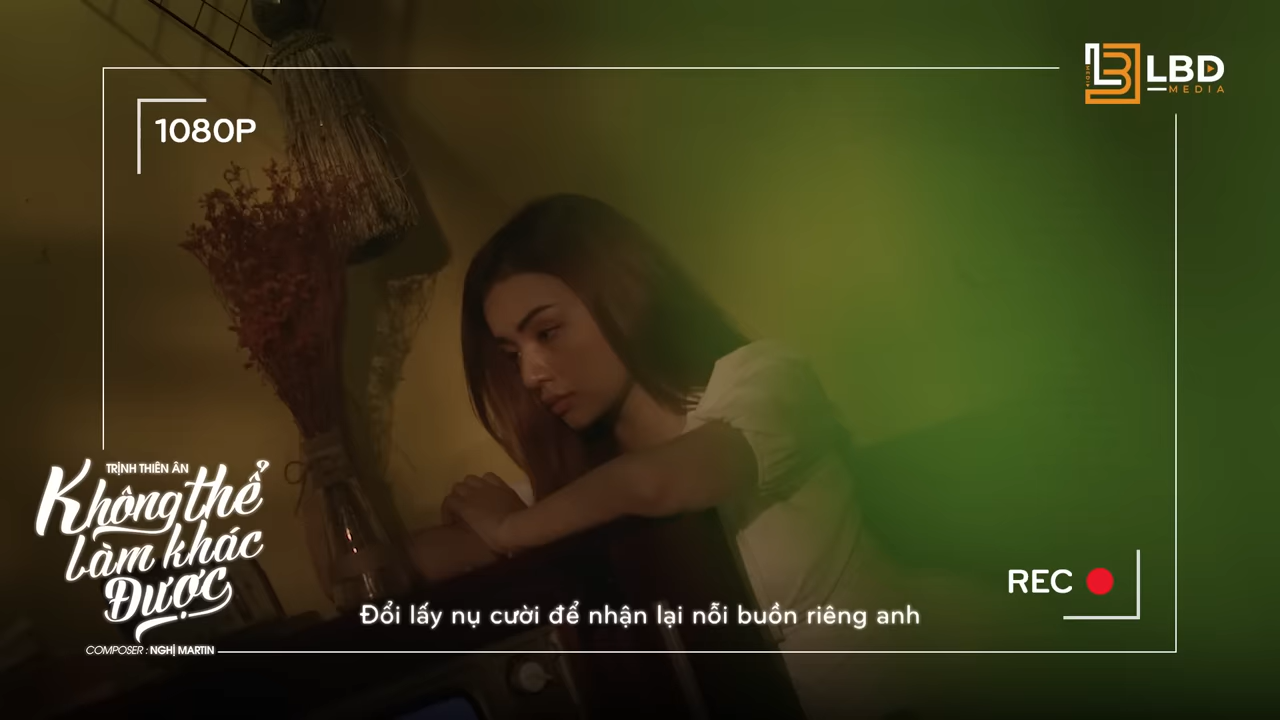 1080P
LBD
MEDIA
TRỊNH THIÊN ÂN
Không thể
làm khác
Được
COMPOSER : NGHỊ MARTIN
REC
Đổi lấy nụ cười để nhận lại nỗi buồn riêng anh